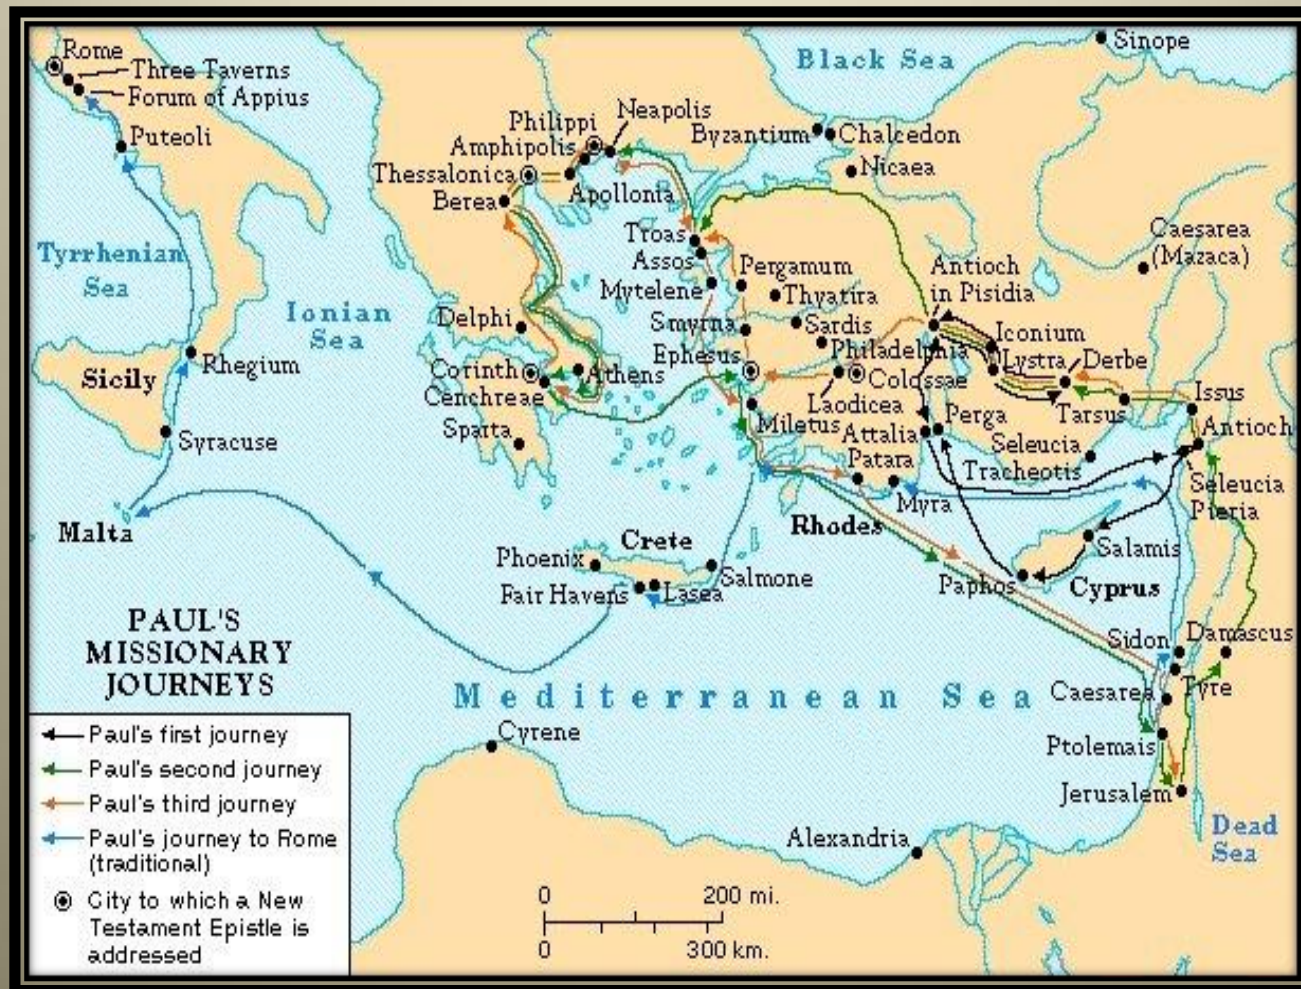 Rome
Three Taverns
Forum of Appius
Puteoli
Tyrrhenian
Sea
Ionian
Sea
Sicily
Rhegium
Syracuse
Malta
Black Sea
Sinope
Byzantium
Chalcedon
Nicaea
Neapolis
Philippi
Amphipolis
Thessalonica
Apollonia
Berea
Troas
Assos
Mytelene
Pergamum
Thyatira
Smyrna
Sardis
Philadelphia
Ephesus
Colossae
Laodicea
Miletus
Delphi
Corinth
Athens
Cenchreae
Sparta
Caesarea
(Mazaca)
Antioch
in Pisidia
Iconium
Lystra
Derbe
Issus
Tarsus
Antioch
Perga
Attalia
Seleucia
Tracheotis
Patara
Myra
Seleucia
Pieria
Rhodes
Crete
Phoenix
Salmone
Fair Havens
Lasea
Salamis
Paphos
Cyprus
Sidon
Damascus
Tyre
Caesarea
Ptolemais
Jerusalem
Dead
Sea
Mediterranean Sea
Cyrene
Alexandria
PAUL'S
MISSIONARY
JOURNEYS
Paul's first journey
Paul's second journey
Paul's third journey
Paul's journey to Rome
(traditional)
City to which a New
Testament Epistle is
addressed
0 200 mi.
0 300 km.